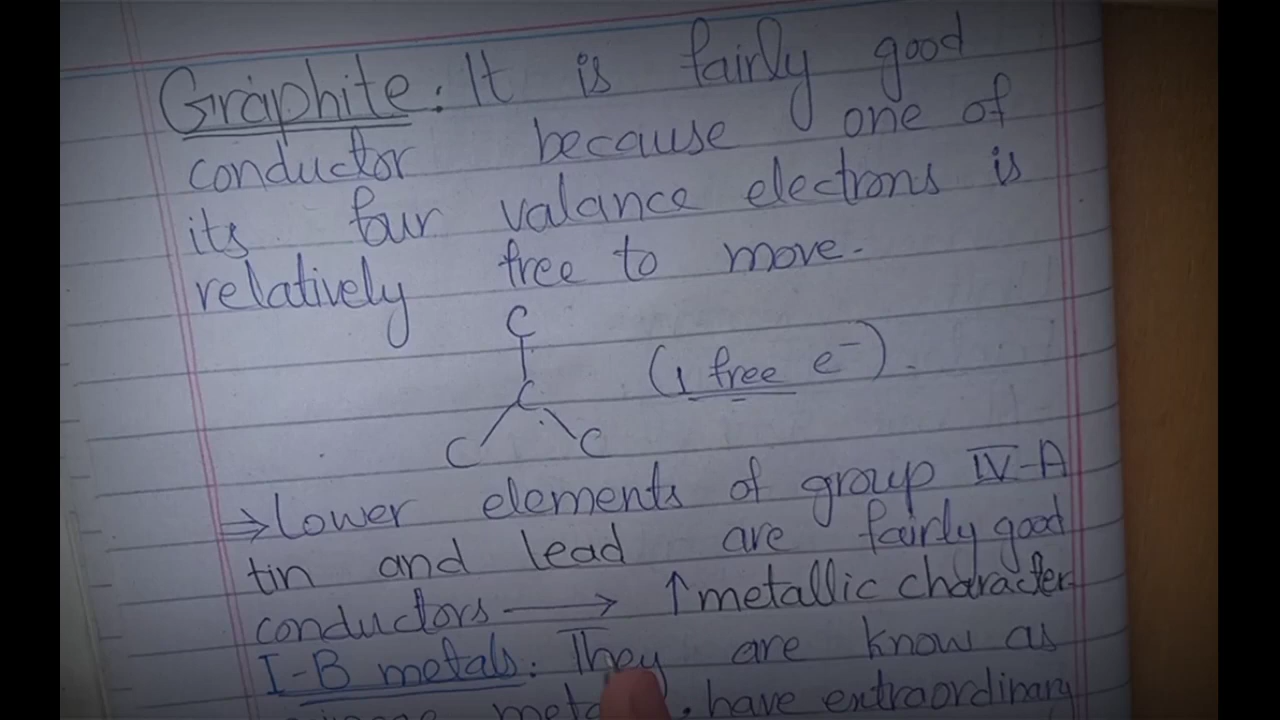 Graphite: It is fairly good
conductor because one of
its four valance electrons is
relatively free to move.
C
C (1 free e⁻).
C C
⇒ Lower elements of group IV-A
tin and lead are fairly good
conductors ⟶ ↑ metallic character
I-B metals: They are know as
have extraordinary